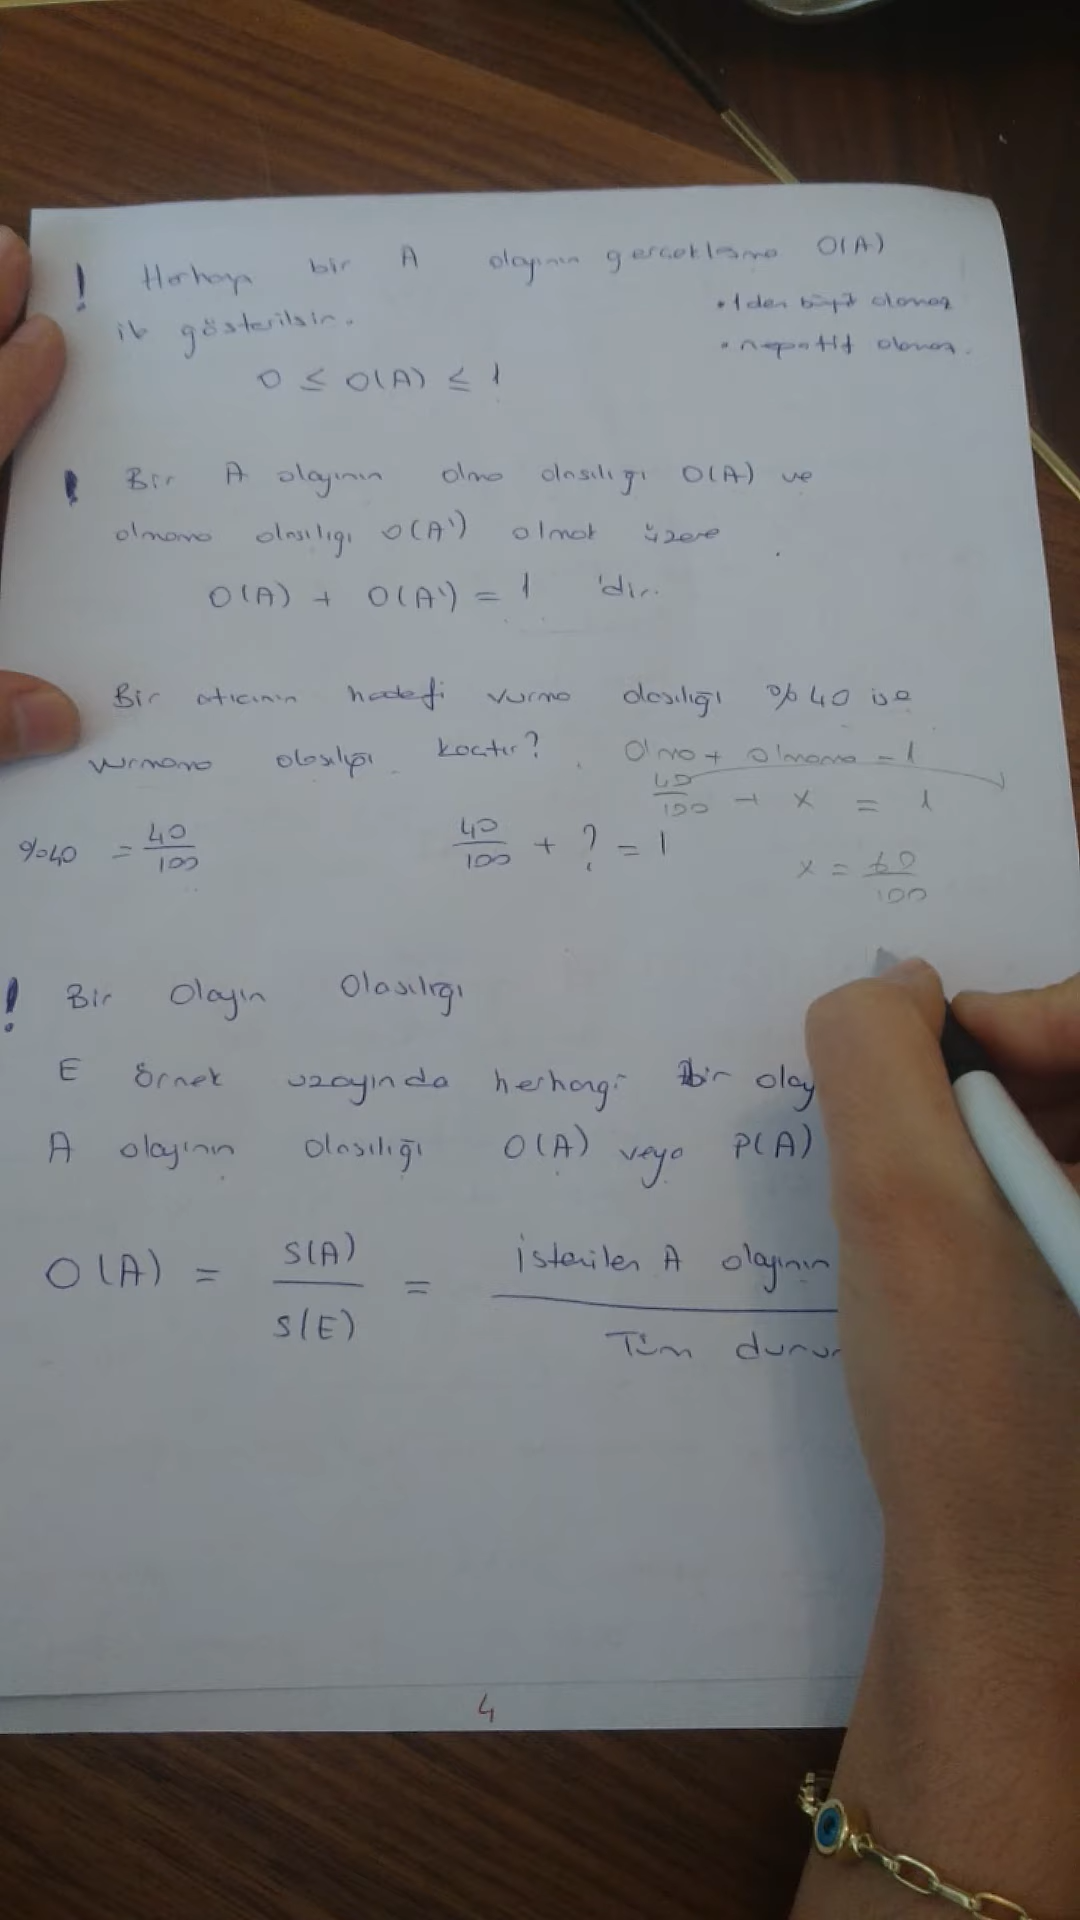 ! Herhangi bir A olayının gerçekleşme O(A)
ile gösterilsin.
• 1 den büyük olamaz
• negatif olamaz.
0 ≤ O(A) ≤ 1
! Bir A olayının olma olasılığı O(A) ve
olmama olasılığı O(A') olmak üzere
O(A) + O(A') = 1 'dir.
Bir atıcının hedefi vurma olasılığı %40 ise
vurmama olasılığı kaçtır?
olma + olmama = 1
40/100 + x = 1
%40 = 40/100
40/100 + ? = 1
x = 60/100
! Bir Olayın Olasılığı
E örnek uzayında herhangi bir olay
A olayının olasılığı O(A) veya P(A)
O(A) = s(A)/s(E) = İstenilen A olayının / Tüm durum
4